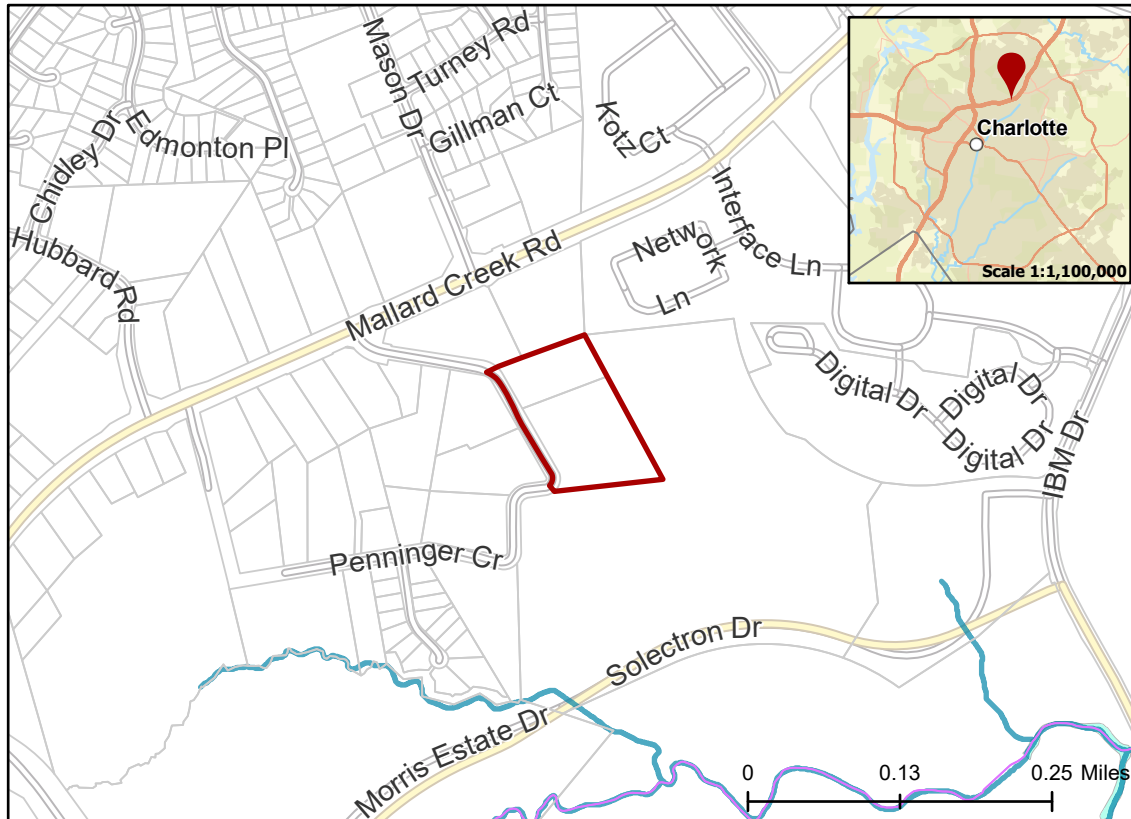 Mason Dr
Turney Rd
Gillman Ct
Kotz Ct
Chidley Dr
Edmonton Pl
Hubbard Rd
Mallard Creek Rd
Interface Ln
Network
Ln
Charlotte
Scale 1:1,100,000
Digital Dr
Digital Dr
Digital Dr
IBM Dr
Penninger Cr
Solectron Dr
Morris Estate Dr
0 0.13 0.25 Miles